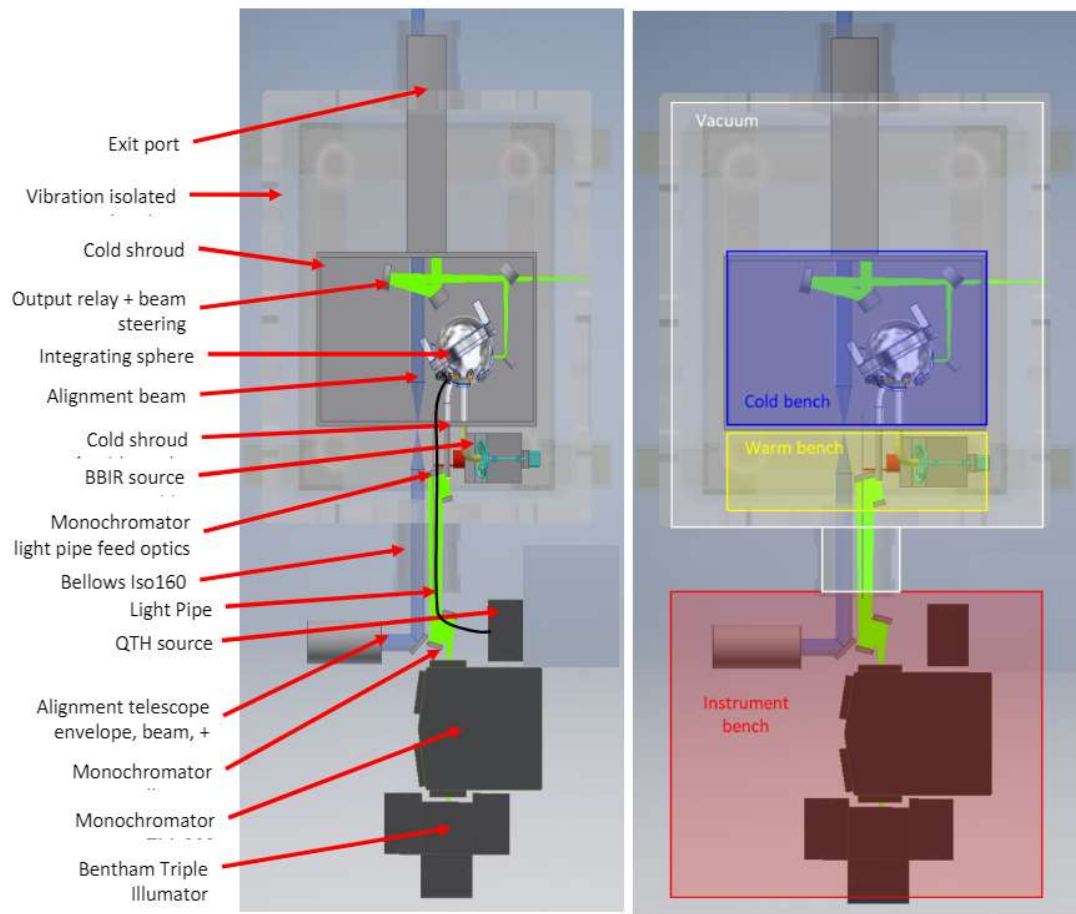 Exit port
Vibration isolated
Cold shroud
Output relay + beam
steering
Integrating sphere
Alignment beam
Cold shroud
BBIR source
Monochromator
light pipe feed optics
Bellows Iso160
Light Pipe
QTH source
Alignment telescope
envelope, beam, +
Monochromator
Monochromator
Bentham Triple
Illumator
Vacuum
Cold bench
Warm bench
Instrument
bench